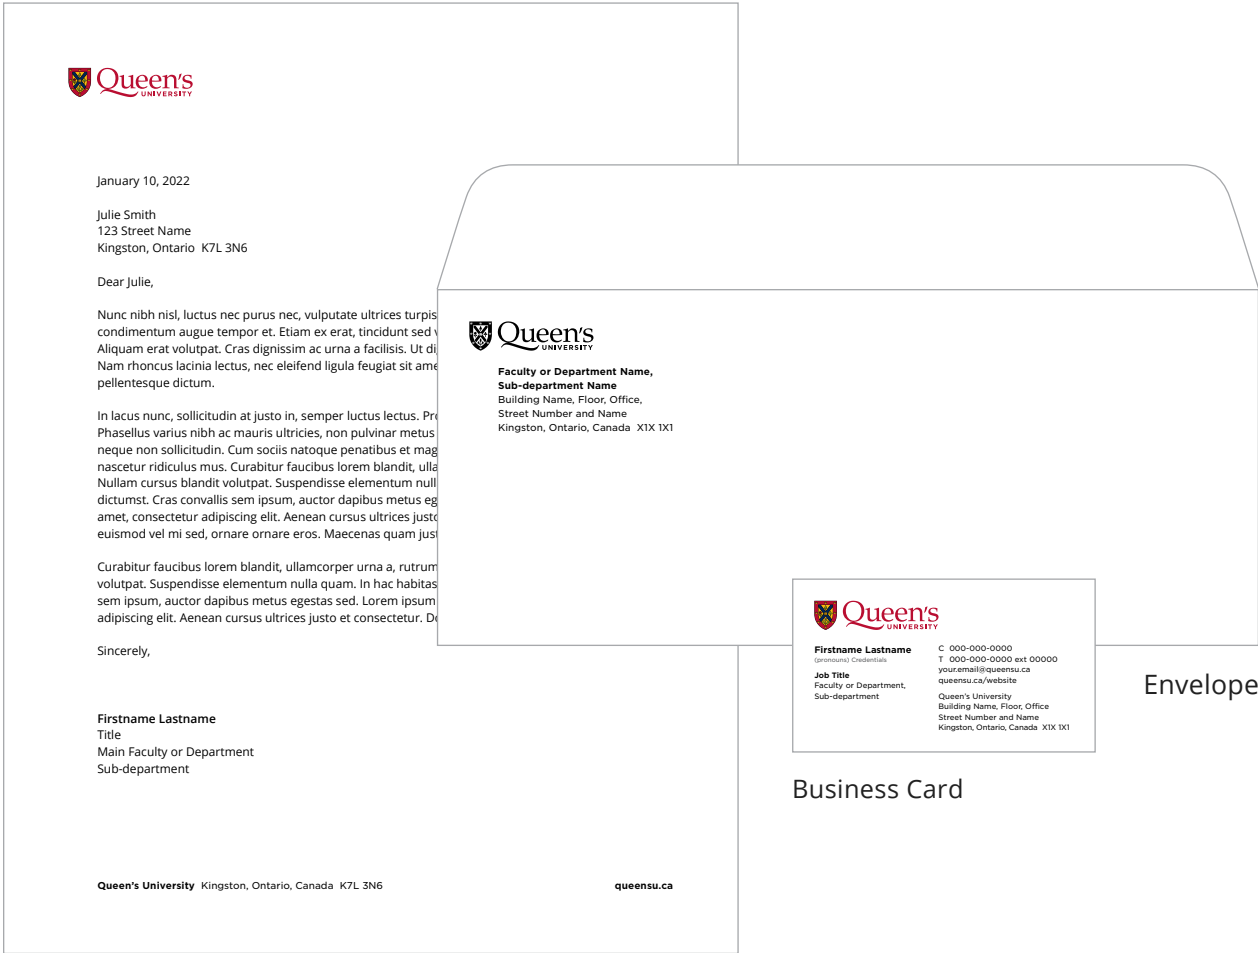 Queen's
UNIVERSITY
January 10, 2022
Julie Smith
123 Street Name
Kingston, Ontario  K7L 3N6
Dear Julie,
Nunc nibh nisl, luctus nec purus nec, vulputate ultrices turpis
condimentum augue tempor et. Etiam ex erat, tincidunt sed
Aliquam erat volutpat. Cras dignissim ac urna a facilisis. Ut
Nam rhoncus lacinia lectus, nec eleifend ligula feugiat sit
pellentesque dictum.
In lacus nunc, sollicitudin at justo in, semper luctus lectus.
Phasellus varius nibh ac mauris ultricies, non pulvinar metus
neque non sollicitudin. Cum sociis natoque penatibus et
nascetur ridiculus mus. Curabitur faucibus lorem blandit,
Nullam cursus blandit volutpat. Suspendisse elementum
dictumst. Cras convallis sem ipsum, auctor dapibus metus
amet, consectetur adipiscing elit. Aenean cursus ultrices
euismod vel mi sed, ornare ornare eros. Maecenas quam
Curabitur faucibus lorem blandit, ullamcorper urna a, rutrum
volutpat. Suspendisse elementum nulla quam. In hac
sem ipsum, auctor dapibus metus egestas sed. Lorem ipsum
adipiscing elit. Aenean cursus ultrices justo et consectetur.
Sincerely,
Firstname Lastname
Title
Main Faculty or Department
Sub-department
Queen's University  Kingston, Ontario, Canada  K7L 3N6
queensu.ca
Queen's
UNIVERSITY
Faculty or Department Name,
Sub-department Name
Building Name, Floor, Office,
Street Number and Name
Kingston, Ontario, Canada  X1X 1X1
Envelope
Queen's
UNIVERSITY
Firstname Lastname
(pronouns) Credentials
Job Title
Faculty or Department,
Sub-department
C  000-000-0000
T  000-000-0000 ext 00000
your.email@queensu.ca
queensu.ca/website
Queen's University
Building Name, Floor, Office
Street Number and Name
Kingston, Ontario, Canada  X1X 1X1
Business Card